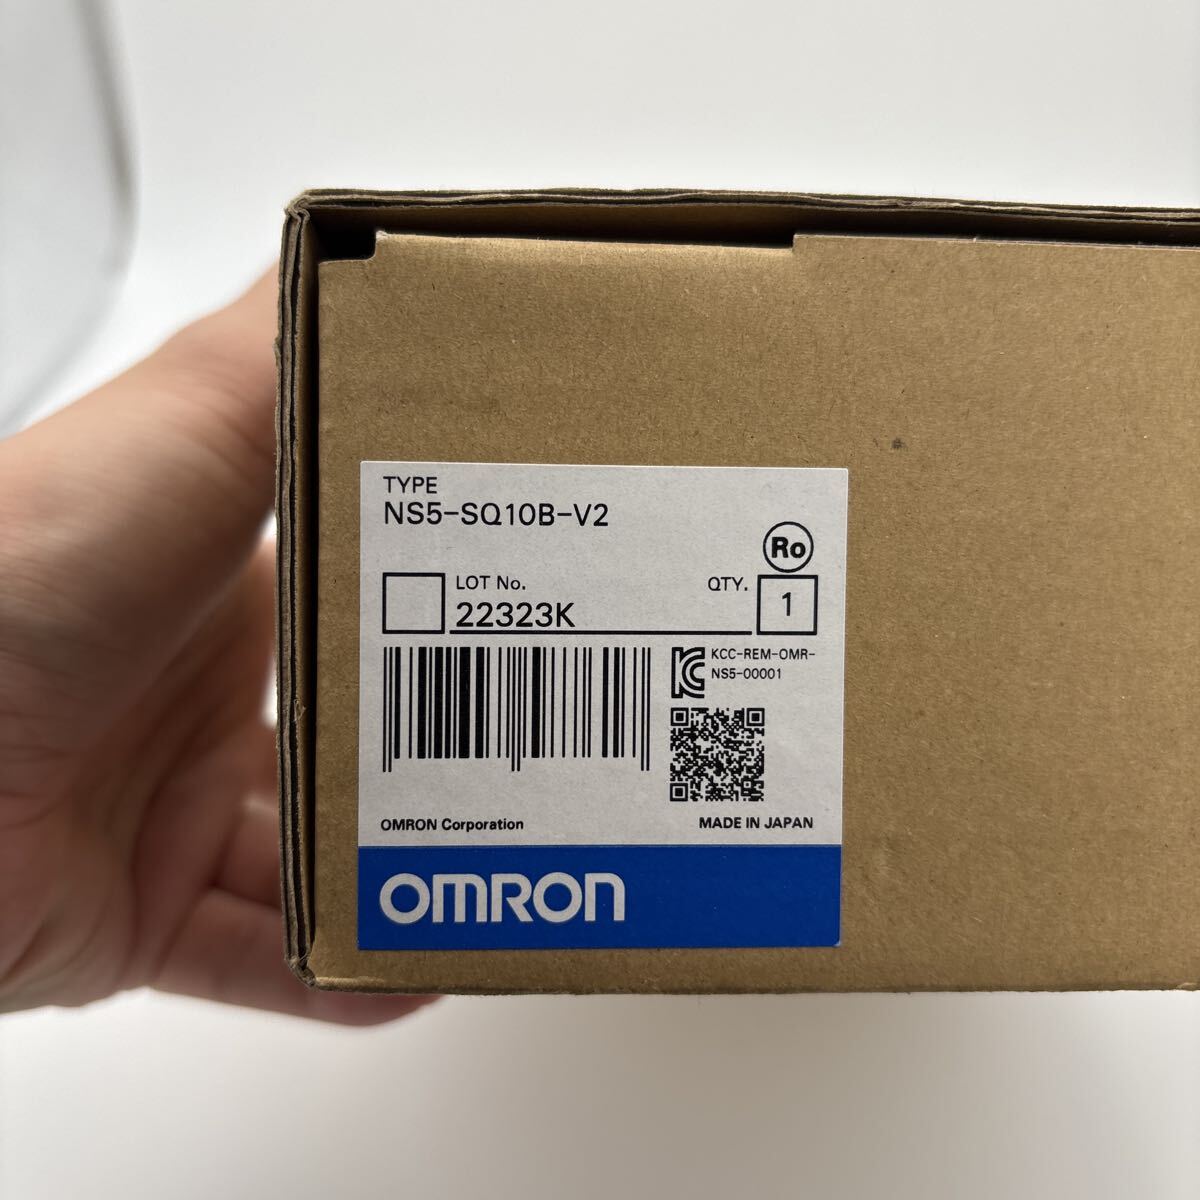 TYPE
NS5-SQ10B-V2
Ro
LOT No.
22323K
QTY.
1
KCC-REM-OMR-
NS5-00001
OMRON Corporation
MADE IN JAPAN
OMRON